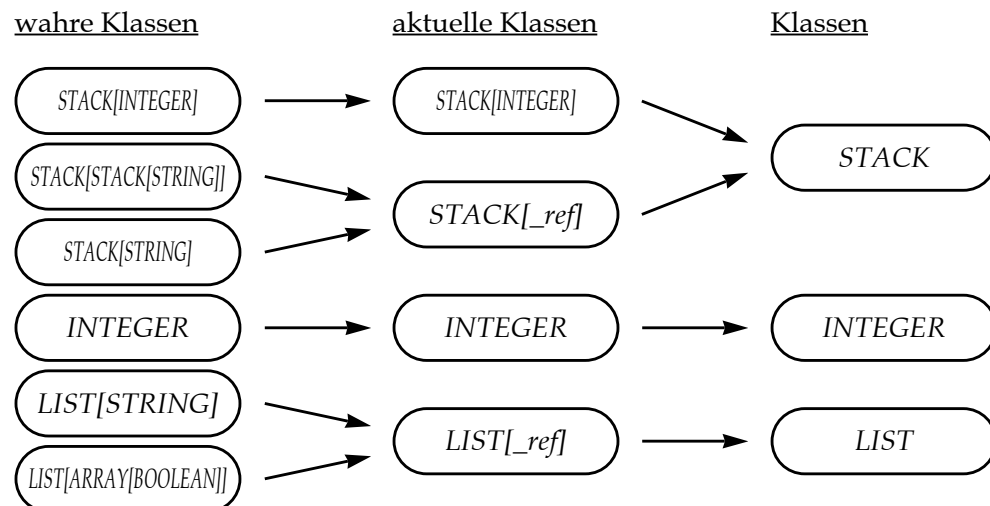 wahre Klassen aktuelle Klassen Klassen
STACK[INTEGER] STACK[INTEGER]
STACK
STACK[STACK[STRING]]
STACK[_ref]
STACK[STRING]
INTEGER INTEGER INTEGER
LIST[STRING]
LIST[_ref] LIST
LIST[ARRAY[BOOLEAN]]